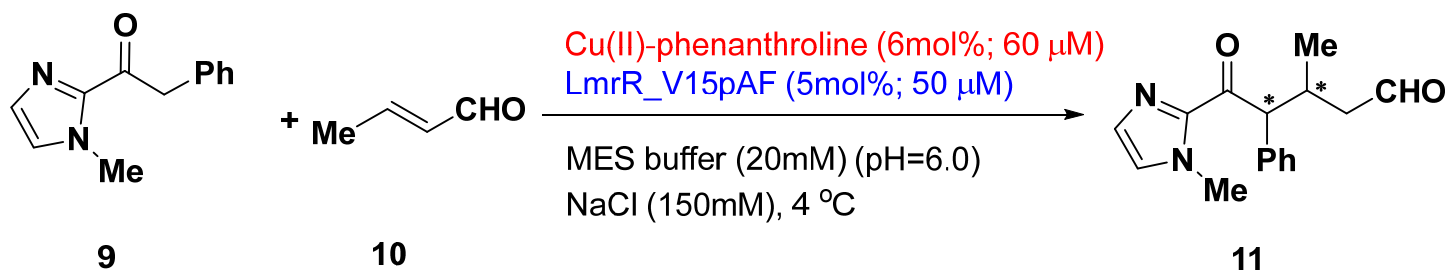 O
N
N
Me
Ph
9
+
Me
CHO
10
Cu(II)-phenanthroline (6mol%; 60 μM)
LmrR_V15pAF (5mol%; 50 μM)
MES buffer (20mM) (pH=6.0)
NaCl (150mM), 4 °C
O
Me
N
*
*
CHO
N
Ph
Me
11